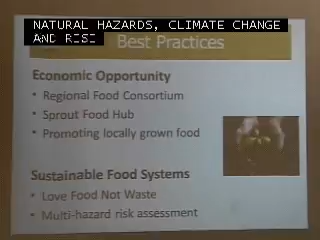 NATURAL HAZARDS, CLIMATE CHANGE
AND RISI
Best Practices
Economic Opportunity
• Regional Food Consortium
• Sprout Food Hub
• Promoting locally grown food
Sustainable Food Systems
• Love Food Not Waste
• Multi-hazard risk assessment